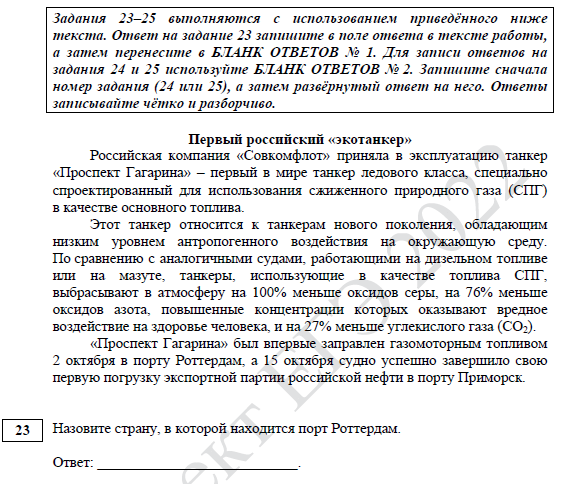 Задания 23–25 выполняются с использованием приведённого ниже
текста. Ответ на задание 23 запишите в поле ответа в тексте работы,
а затем перенесите в БЛАНК ОТВЕТОВ № 1. Для записи ответов на
задания 24 и 25 используйте БЛАНК ОТВЕТОВ № 2. Запишите сначала
номер задания (24 или 25), а затем развёрнутый ответ на него. Ответы
записывайте чётко и разборчиво.
Первый российский «экотанкер»
Российская компания «Совкомфлот» приняла в эксплуатацию танкер
«Проспект Гагарина» – первый в мире танкер ледового класса, специально
спроектированный для использования сжиженного природного газа (СПГ)
в качестве основного топлива.
Этот танкер относится к танкерам нового поколения, обладающим
низким уровнем антропогенного воздействия на окружающую среду.
По сравнению с аналогичными судами, работающими на дизельном топливе
или на мазуте, танкеры, использующие в качестве топлива СПГ,
выбрасывают в атмосферу на 100% меньше оксидов серы, на 76% меньше
оксидов азота, повышенные концентрации которых оказывают вредное
воздействие на здоровье человека, и на 27% меньше углекислого газа (CO₂).
«Проспект Гагарина» был впервые заправлен газомоторным топливом
2 октября в порту Роттердам, а 15 октября судно успешно завершило свою
первую погрузку экспортной партии российской нефти в порту Приморск.
23 Назовите страну, в которой находится порт Роттердам.
Ответ: ___________________________.
ект ЕГЭ 2022